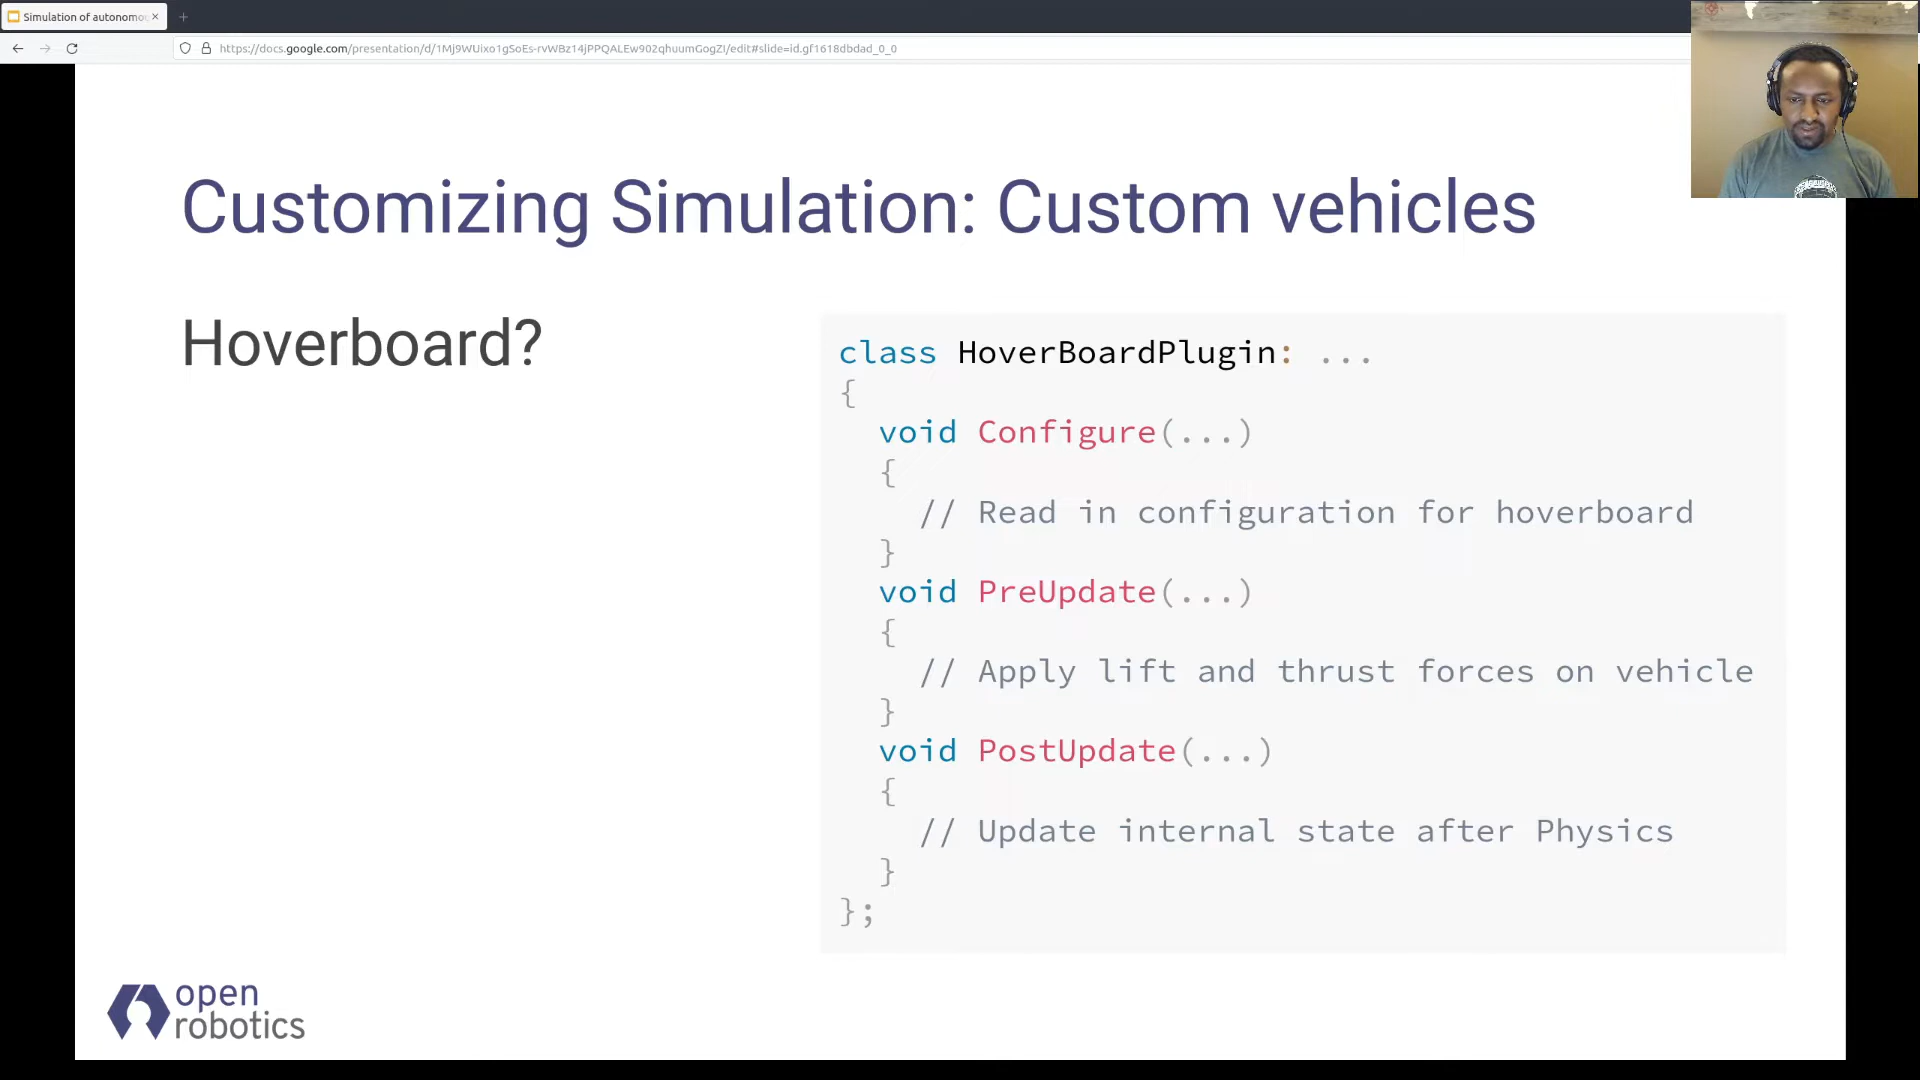 Simulation of autonomo
https://docs.google.com/presentation/d/1Mj9WUixo1gSoEs-rvWBz14jPPQALEw902qhuumGogZI/edit#slide=id.gf1618dbdad_0_0
Customizing Simulation: Custom vehicles
Hoverboard?
class HoverBoardPlugin: ...
{
void Configure(...)
{
// Read in configuration for hoverboard
}
void PreUpdate(...)
{
// Apply lift and thrust forces on vehicle
}
void PostUpdate(...)
{
// Update internal state after Physics
}
};
open
robotics